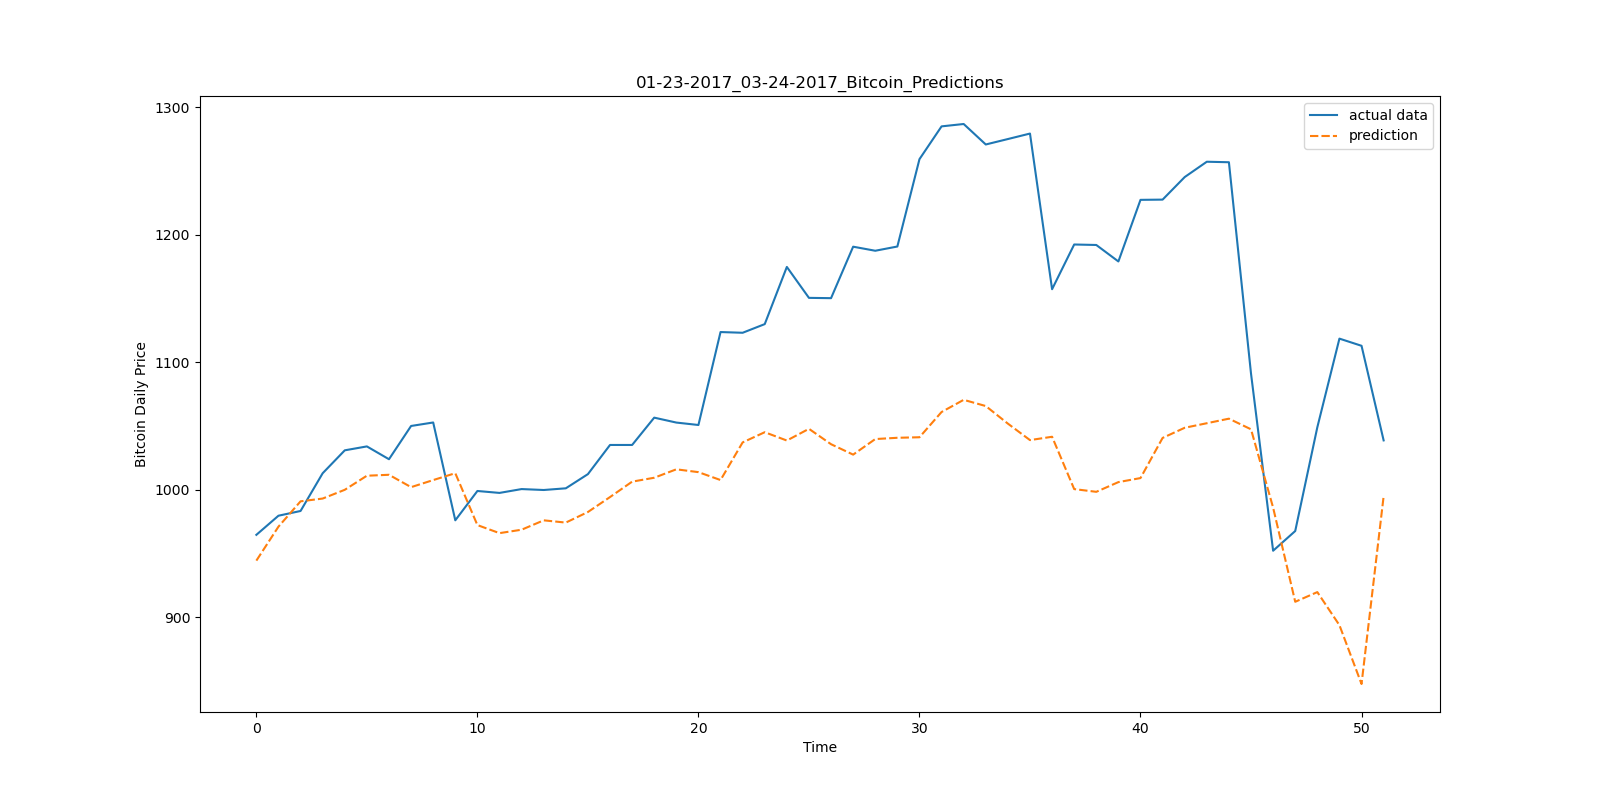 01-23-2017_03-24-2017_Bitcoin_Predictions
actual data
prediction
1300
1200
1100
1000
900
Bitcoin Daily Price
0 10 20 30 40 50
Time